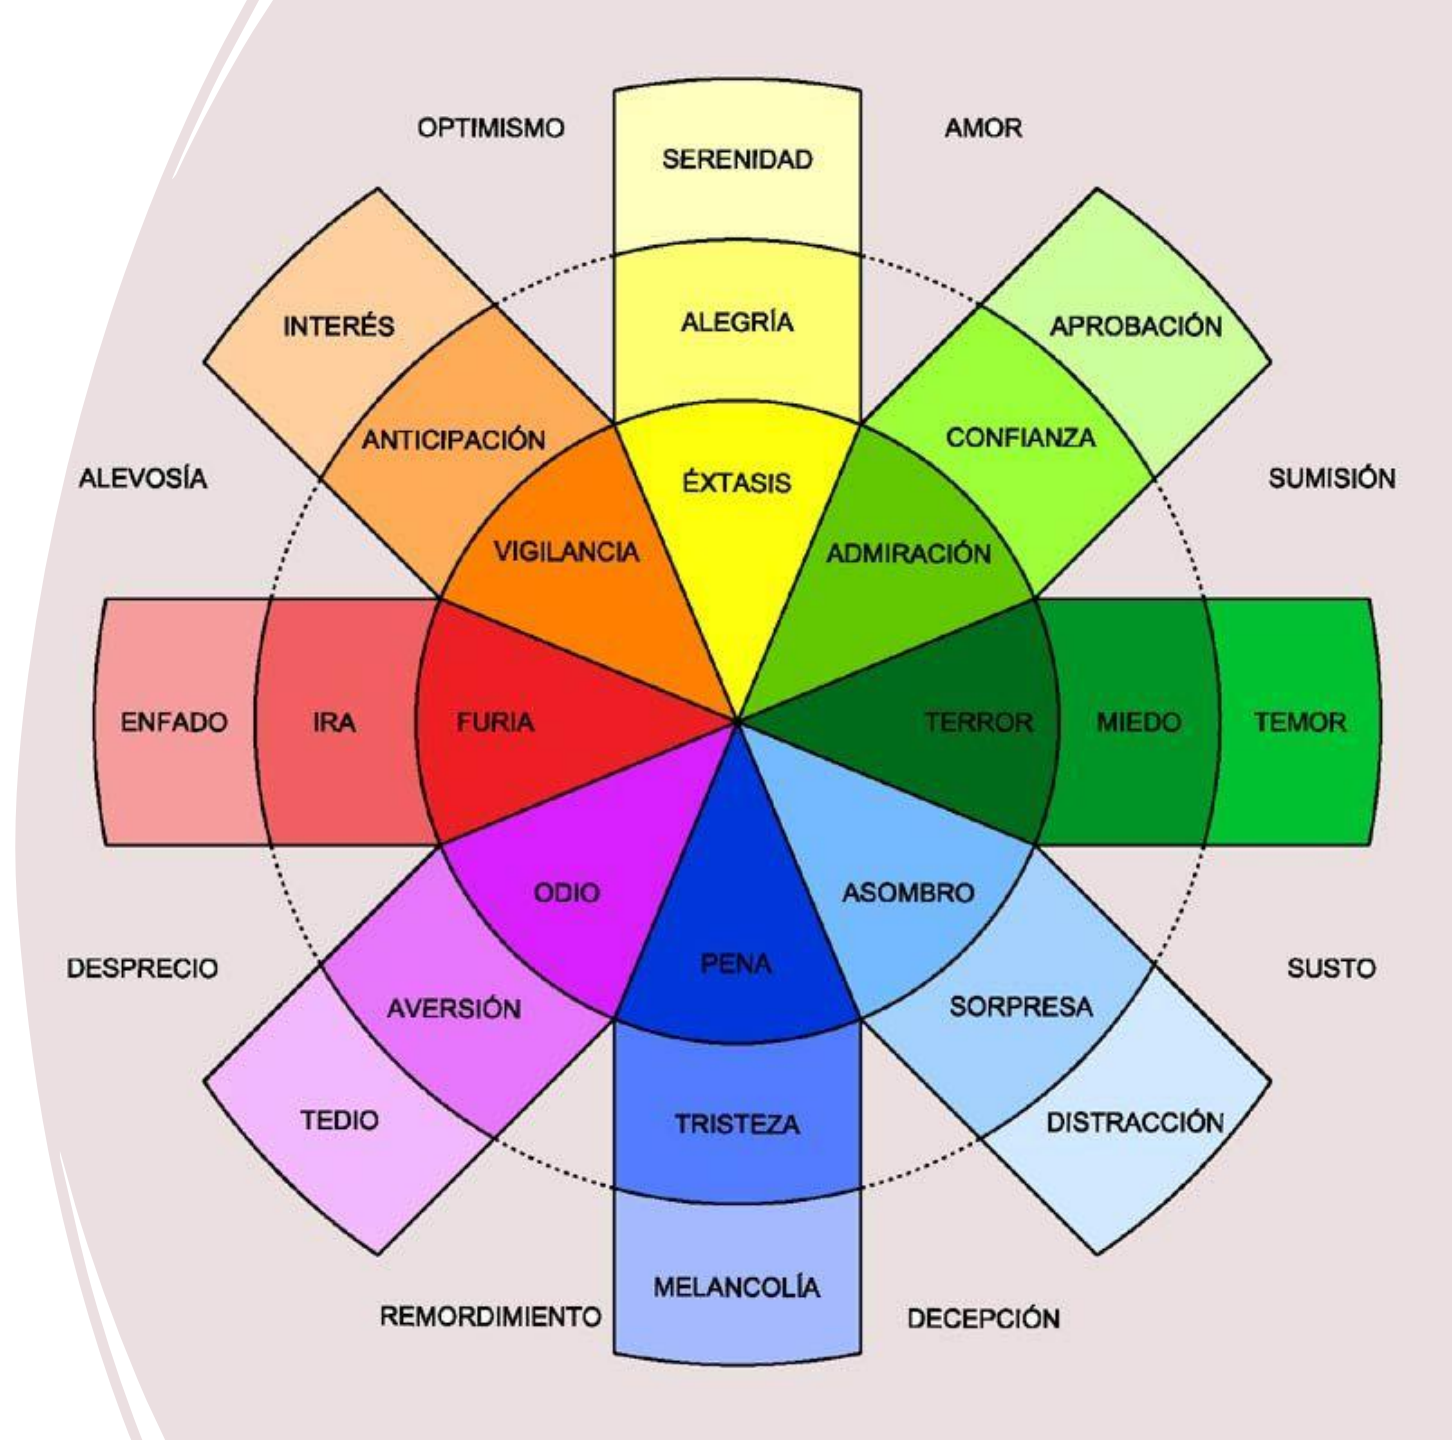 OPTIMISMO
AMOR
SERENIDAD
INTERÉS
ALEGRÍA
APROBACIÓN
ANTICIPACIÓN
CONFIANZA
ALEVOSÍA
ÉXTASIS
SUMISIÓN
VIGILANCIA
ADMIRACIÓN
ENFADO
IRA
FURIA
TERROR
MIEDO
TEMOR
ODIO
ASOMBRO
DESPRECIO
PENA
SUSTO
AVERSIÓN
SORPRESA
TEDIO
TRISTEZA
DISTRACCIÓN
MELANCOLÍA
REMORDIMIENTO
DECEPCIÓN